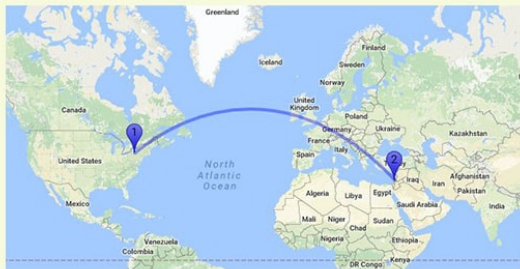 Greenland
Iceland
Finland
Sweden
Norway
Canada
United
Kingdom
Poland
Germany
Ukraine
Kazakhstan
France
Italy
Spain
1
2
United States
North
Atlantic
Ocean
Iraq
Iran
Afghanistan
Pakistan
Algeria
Libya
Egypt
Saudi Arabia
India
Mexico
Mali
Niger
Chad
Sudan
Nigeria
Ethiopia
Venezuela
Colombia
DR Congo
Kenya